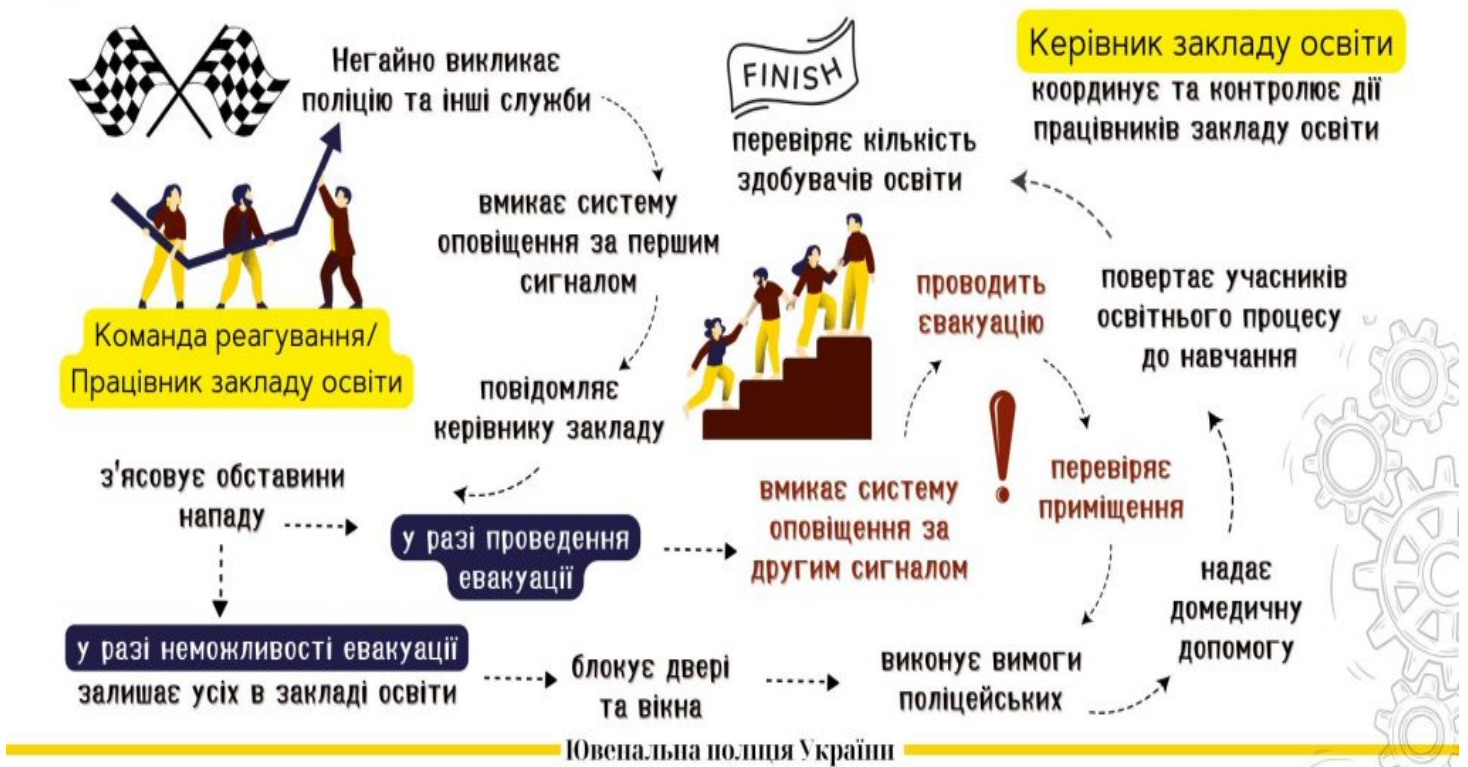 Негайно викликає
поліцію та інші служби
FINISH
Керівник закладу освіти
координує та контролює дії
працівників закладу освіти
перевіряє кількість
здобувачів освіти
вмикає систему
оповіщення за першим
сигналом
Команда реагування/
Працівник закладу освіти
повідомляє
керівнику закладу
з'ясовує обставини
нападу
у разі проведення
евакуації
вмикає систему
оповіщення за
другим сигналом
проводить
евакуацію
!
перевіряє
приміщення
у разі неможливості евакуації
залишає усіх в закладі освіти
блокує двері
та вікна
виконує вимоги
поліцейських
надає
домедичну
допомогу
повертає учасників
освітнього процесу
до навчання
Ювенальна поліція України